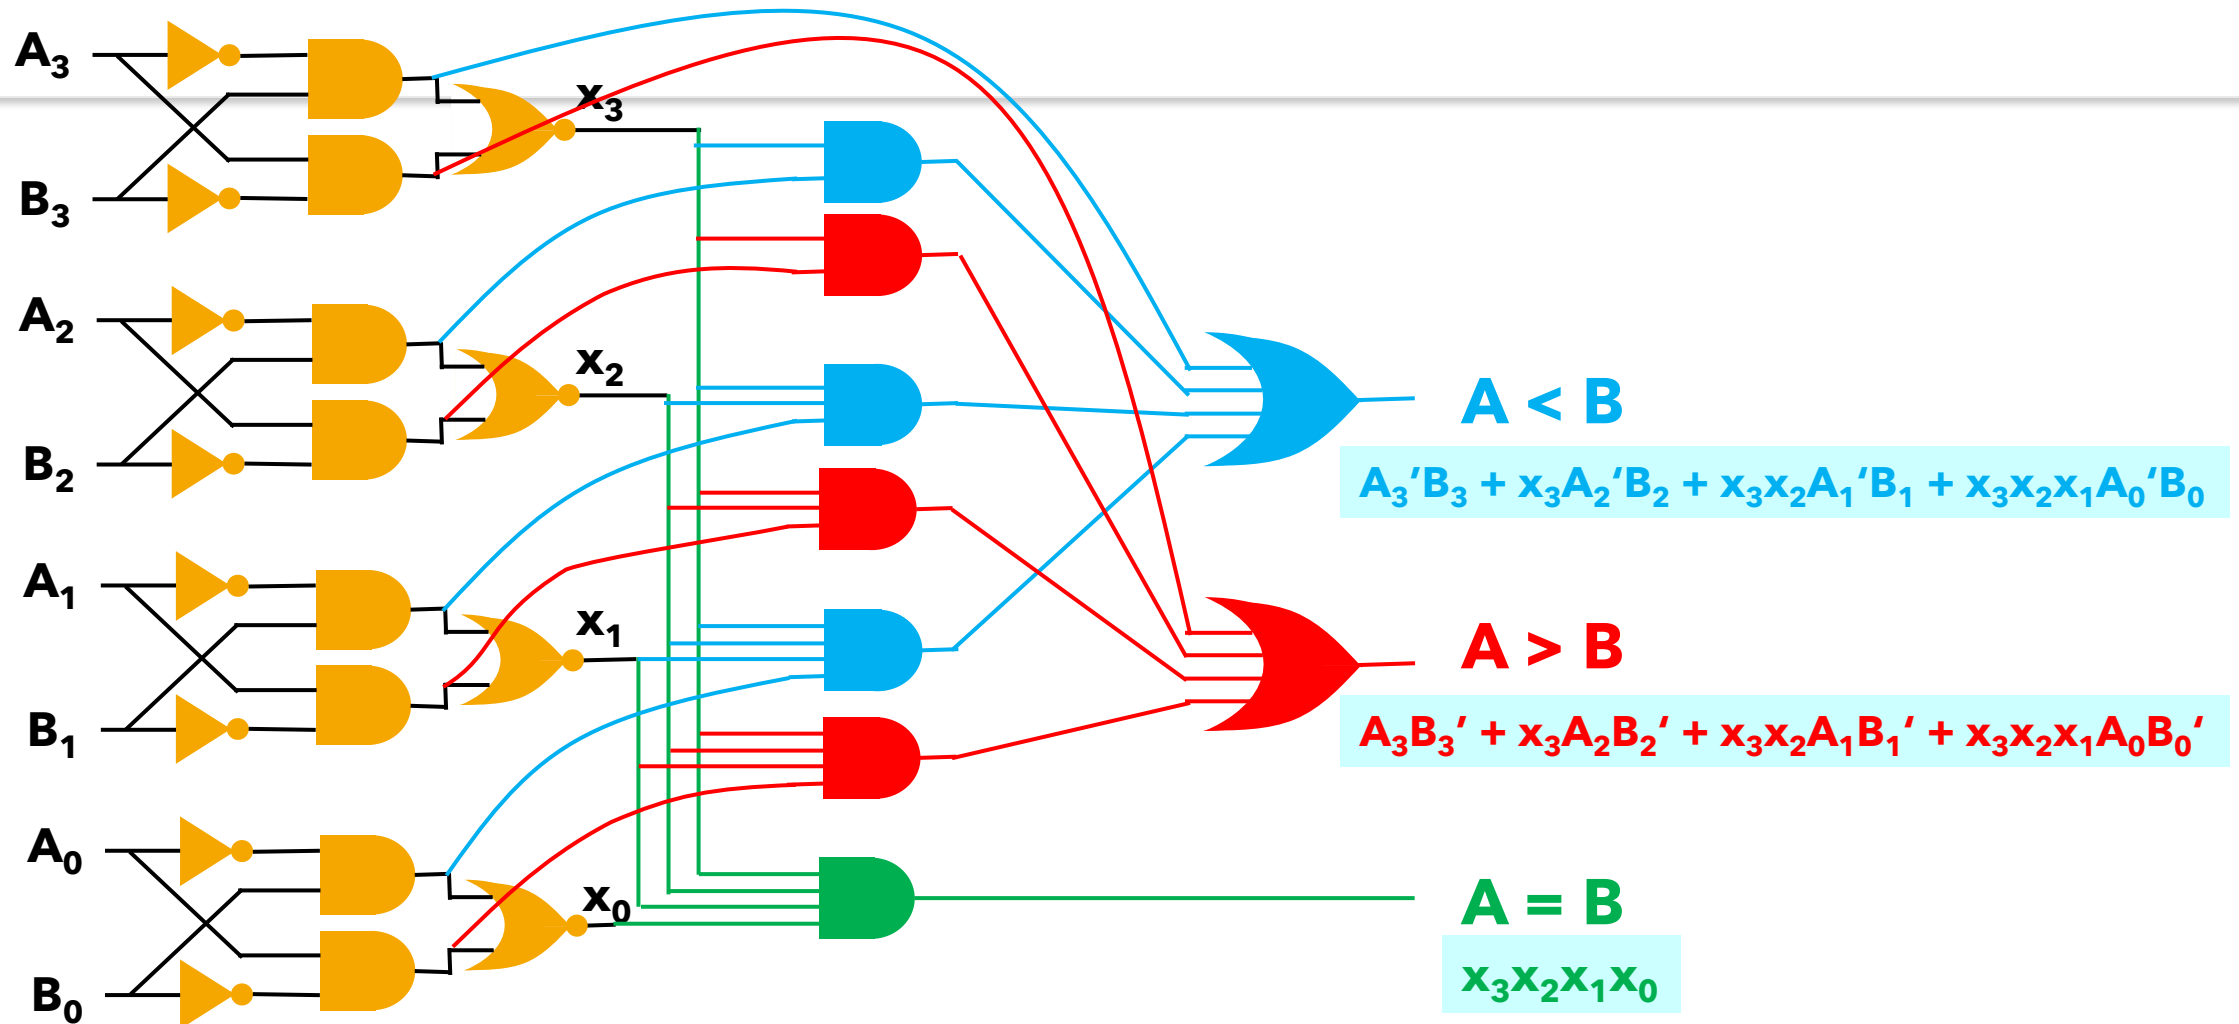 A₃
x₃
B₃
A₂
x₂
A < B
B₂
A₃′B₃ + x₃A₂‘B₂ + x₃x₂A₁‘B₁ + x₃x₂x₁A₀‘B₀
A₁
x₁
A > B
B₁
A₃B₃′ + x₃A₂B₂‘ + x₃x₂A₁B₁‘ + x₃x₂x₁A₀B₀‘
A₀
x₀
A = B
B₀
x₃x₂x₁x₀